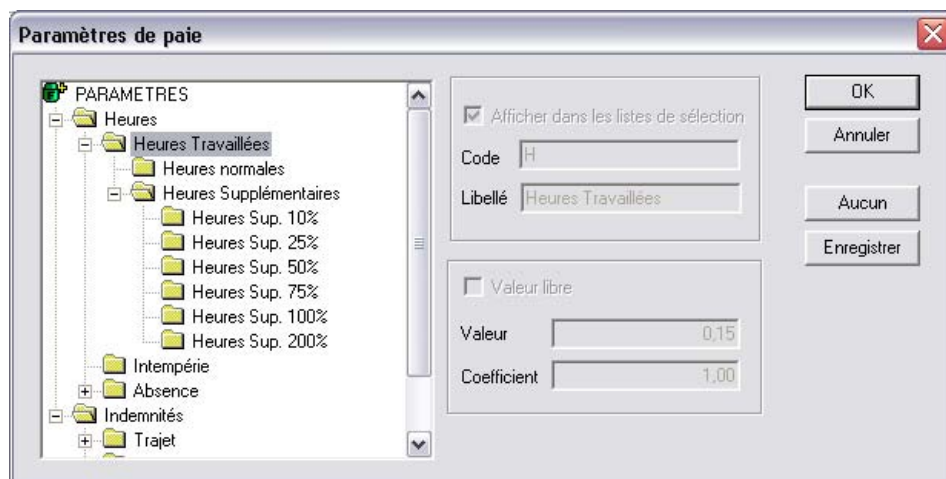 Paramètres de paie
PARAMETRES
Heures
Heures Travaillées
Heures normales
Heures Supplémentaires
Heures Sup. 10%
Heures Sup. 25%
Heures Sup. 50%
Heures Sup. 75%
Heures Sup. 100%
Heures Sup. 200%
Intempérie
Absence
Indemnités
Trajet
Afficher dans les listes de sélection
Code H
Libellé Heures Travaillées
Valeur libre
Valeur 0,15
Coefficient 1,00
OK
Annuler
Aucun
Enregistrer